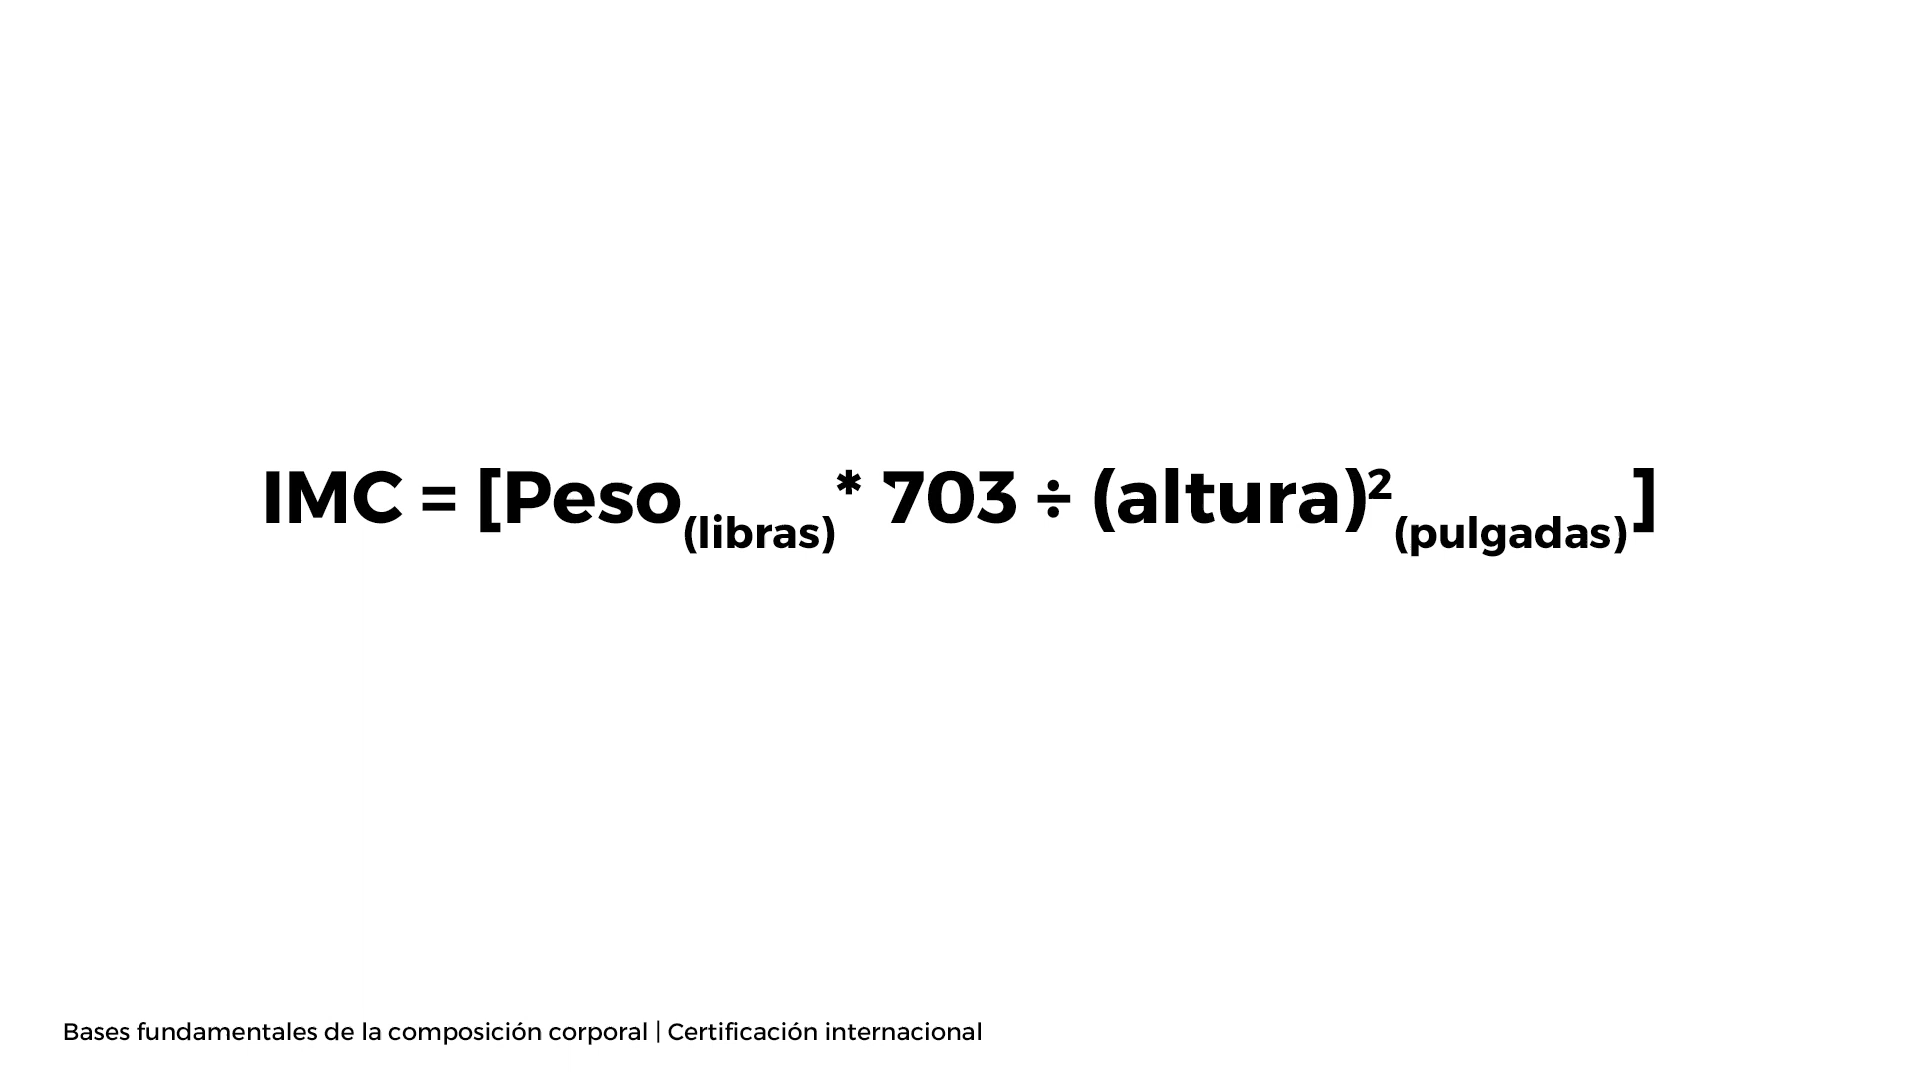 IMC = [Peso(libras)* 703 ÷ (altura)²(pulgadas)]
Bases fundamentales de la composición corporal | Certificación internacional